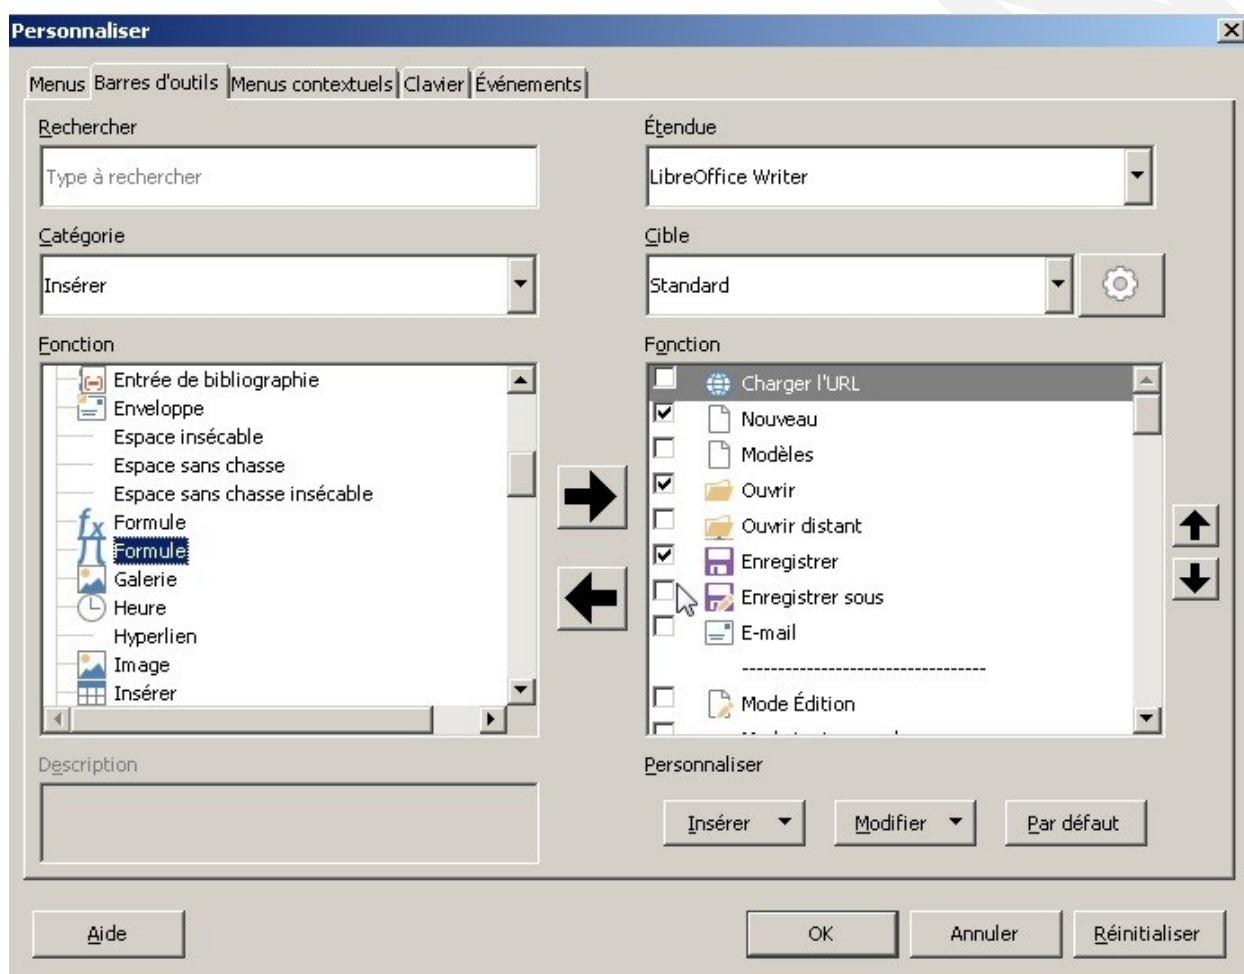 Personnaliser
Menus Barres d'outils Menus contextuels Clavier Événements
Rechercher
Type à rechercher
Catégorie
Insérer
Fonction
Entrée de bibliographie
Enveloppe
Espace insécable
Espace sans chasse
Espace sans chasse insécable
Formule
Formule
Galerie
Heure
Hyperlien
Image
Insérer
Description
Étendue
LibreOffice Writer
Cible
Standard
Fonction
Charger l'URL
Nouveau
Modèles
Ouvrir
Ouvrir distant
Enregistrer
Enregistrer sous
E-mail
----------------------------------
Mode Édition
Personnaliser
Insérer Modifier Par défaut
Aide OK Annuler Réinitialiser